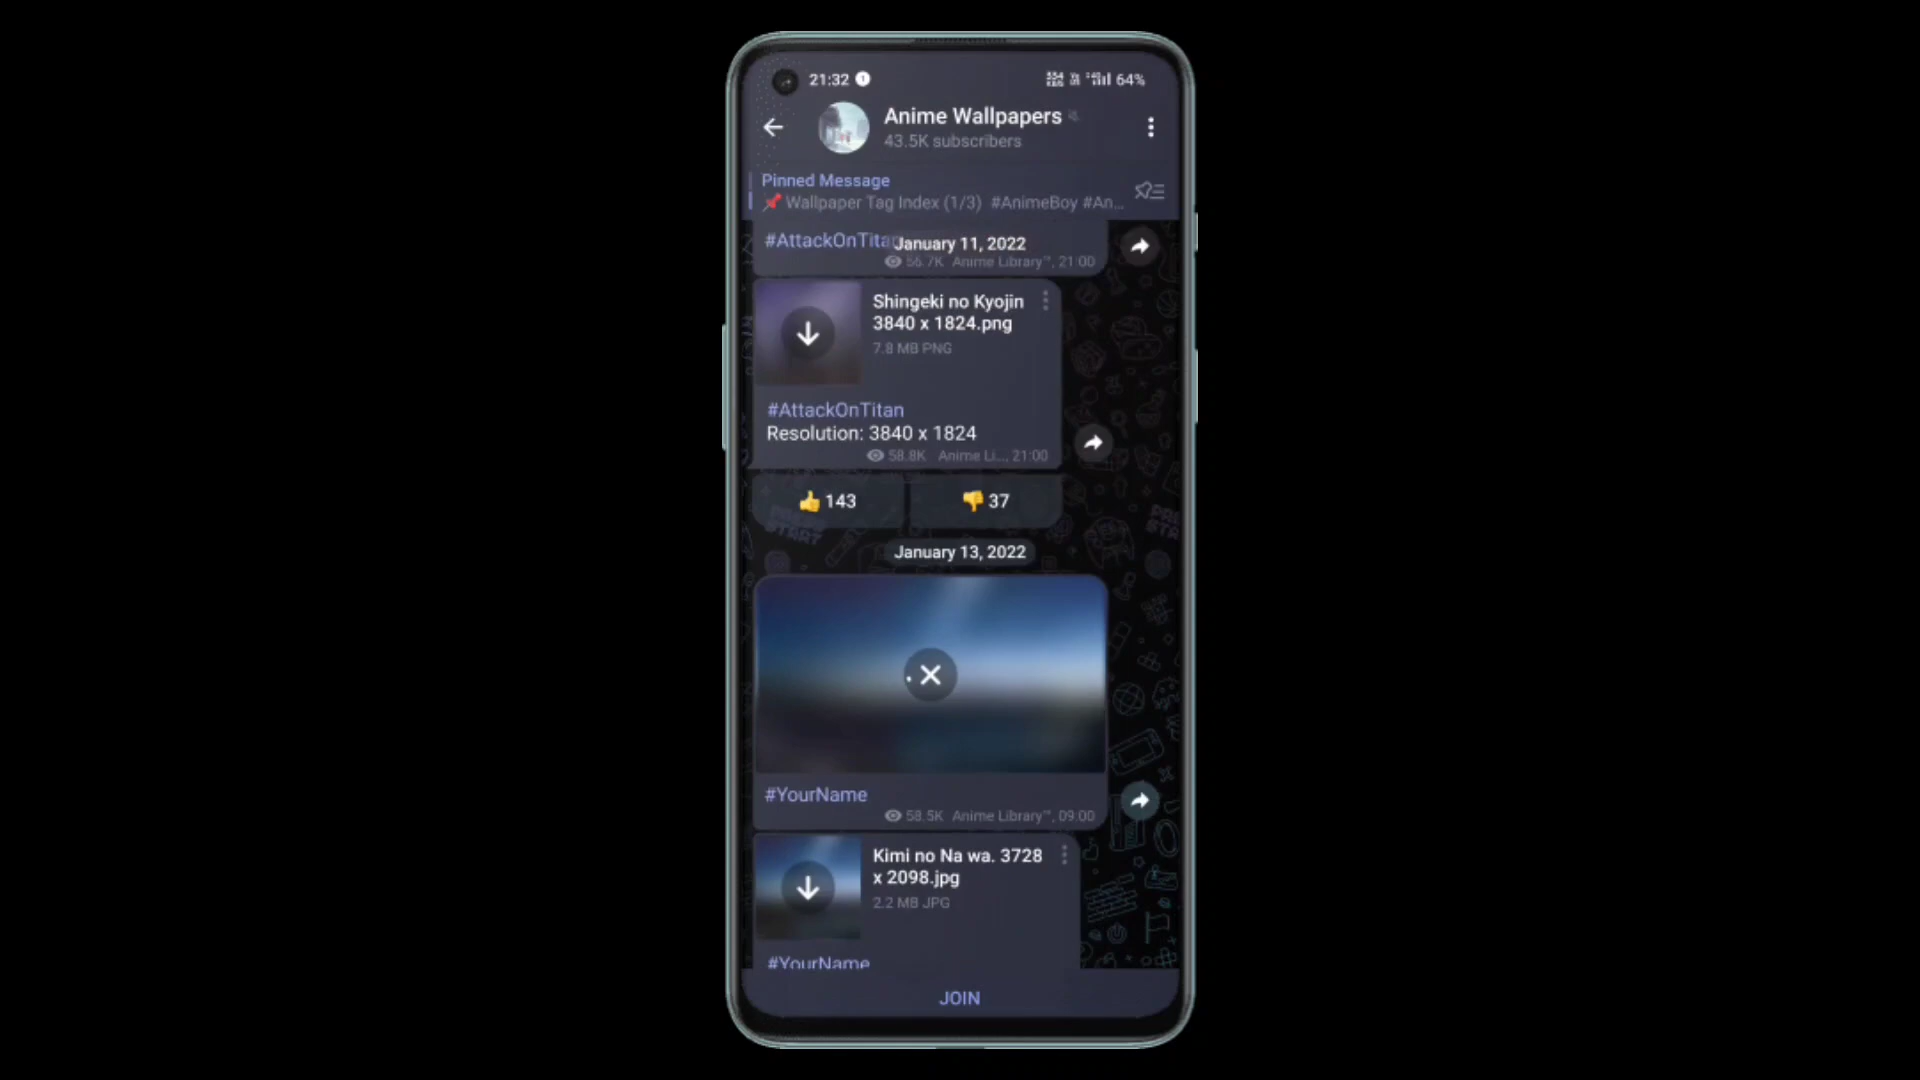 21:32
64%
Anime Wallpapers
43.5K subscribers
Pinned Message
Wallpaper Tag Index (1/3) #AnimeBoy #An...
#AttackOnTita
January 11, 2022
56.7K Anime Library™, 21:00
Shingeki no Kyojin
3840 x 1824.png
7.8 MB PNG
#AttackOnTitan
Resolution: 3840 x 1824
58.8K Anime Li..., 21:00
👍 143
👎 37
January 13, 2022
#YourName
58.5K Anime Library™, 09:00
Kimi no Na wa. 3728
x 2098.jpg
2.2 MB JPG
#YourName
JOIN